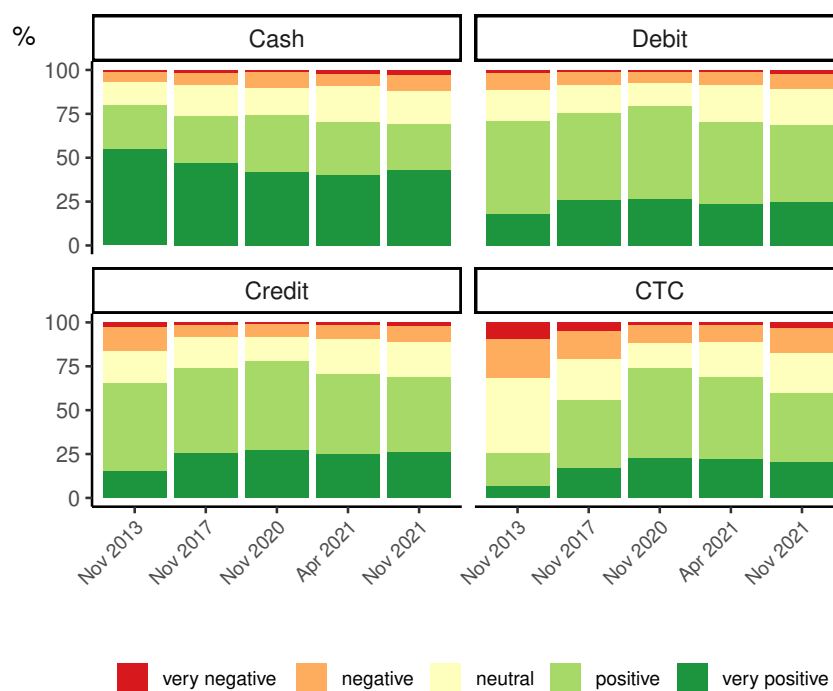 %
Cash
Debit
100
75
50
25
0
Credit
CTC
100
75
50
25
0
Nov 2013
Nov 2017
Nov 2020
Apr 2021
Nov 2021
Nov 2013
Nov 2017
Nov 2020
Apr 2021
Nov 2021
very negative negative neutral positive very positive